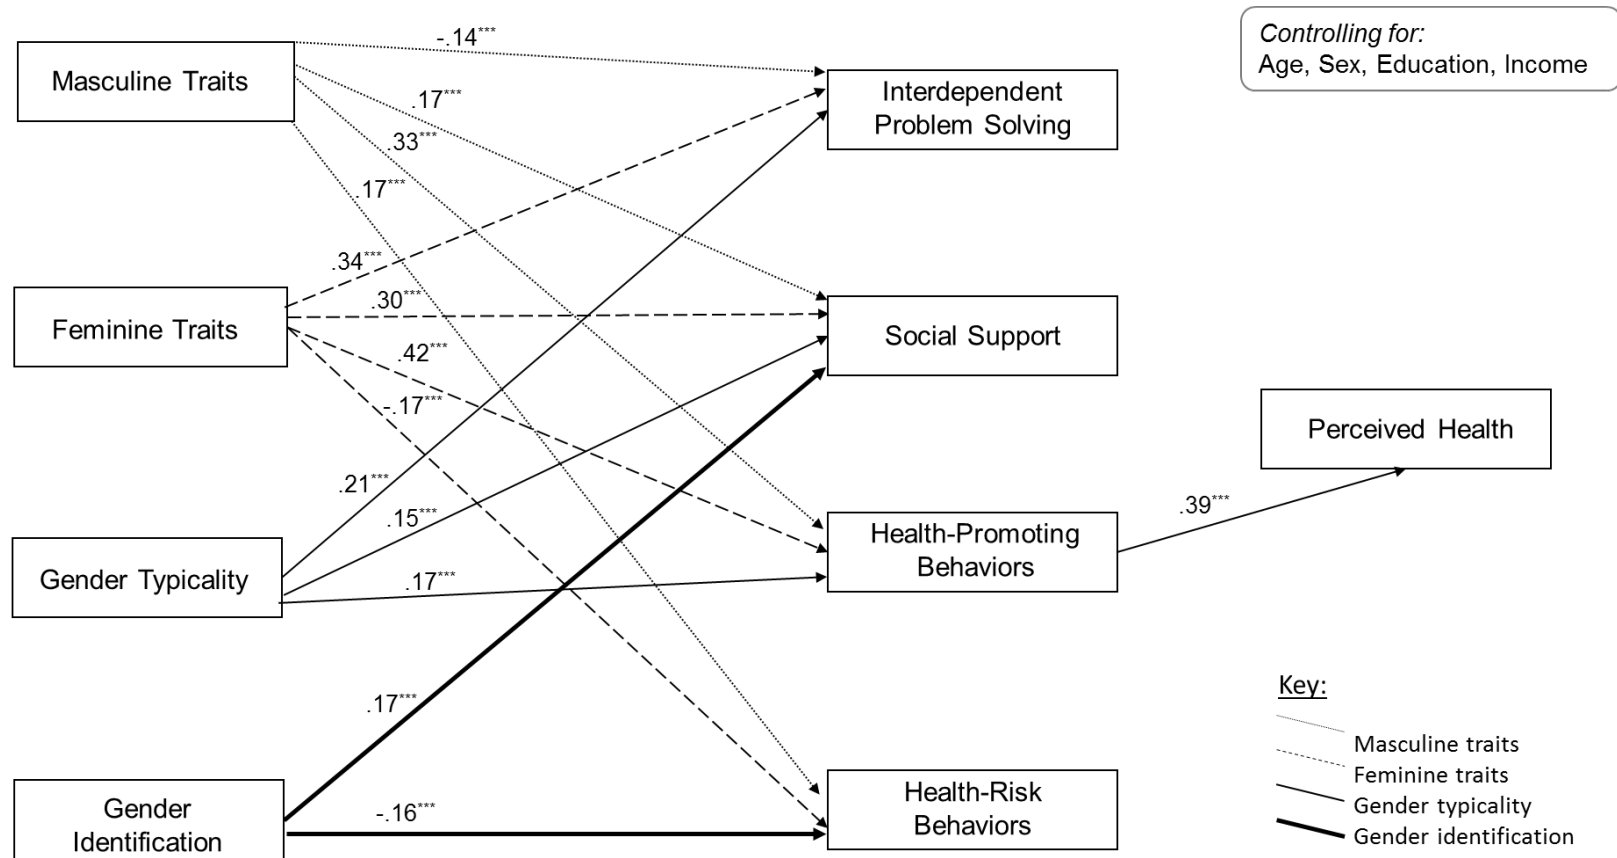 Controlling for:
Age, Sex, Education, Income
Masculine Traits
-.14***
.17***
.33***
.17***
Interdependent
Problem Solving
Feminine Traits
.34***
.30***
.42***
-.17***
Social Support
Perceived Health
Gender Typicality
.21***
.15***
.17***
Health-Promoting
Behaviors
.39***
Gender
Identification
.17***
-.16***
Health-Risk
Behaviors
Key:
Masculine traits
Feminine traits
Gender typicality
Gender identification